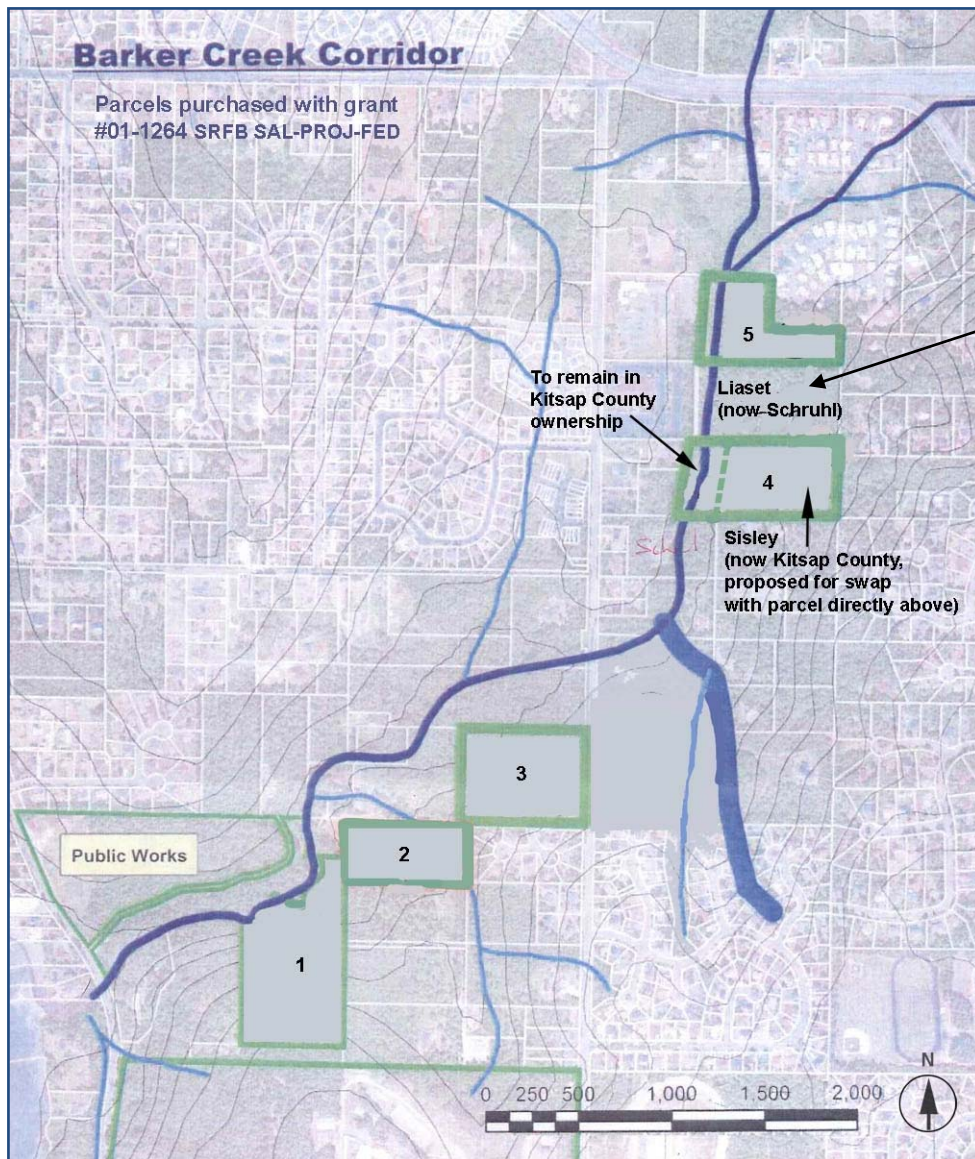 Barker Creek Corridor
Parcels purchased with grant
#01-1264 SRFB SAL-PROJ-FED
5
To remain in
Kitsap County
ownership
Liaset
(now Schruhl)
4
Sisley
(now Kitsap County,
proposed for swap
with parcel directly above)
3
2
Public Works
1
N
0 250 500 1,000 1,500 2,000